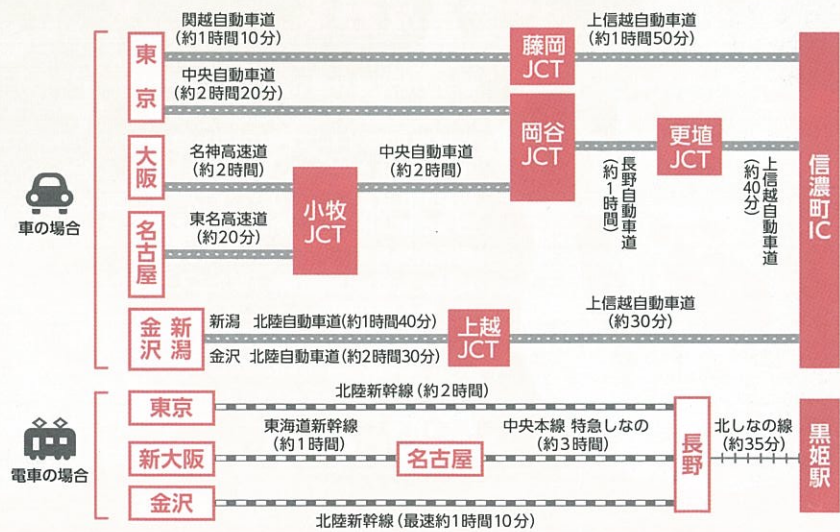 関越自動車道
(約1時間10分)
上信越自動車道
(約1時間50分)
東京
藤岡
JCT
中央自動車道
(約2時間20分)
岡谷
JCT
更埴
JCT
信濃町IC
大阪
名神高速道
(約2時間)
中央自動車道
(約2時間)
長野自動車道
(約1時間)
上信越自動車道
(約40分)
小牧
JCT
車の場合
名古屋
東名高速道
(約20分)
金沢
新潟
新潟 北陸自動車道(約1時間40分)
金沢 北陸自動車道(約2時間30分)
上越
JCT
上信越自動車道
(約30分)
電車の場合
東京
北陸新幹線(約2時間)
新大阪
東海道新幹線
(約1時間)
名古屋
中央本線 特急しなの
(約3時間)
長野
北しなの線
(約35分)
黒姫駅
金沢
北陸新幹線(最速約1時間10分)